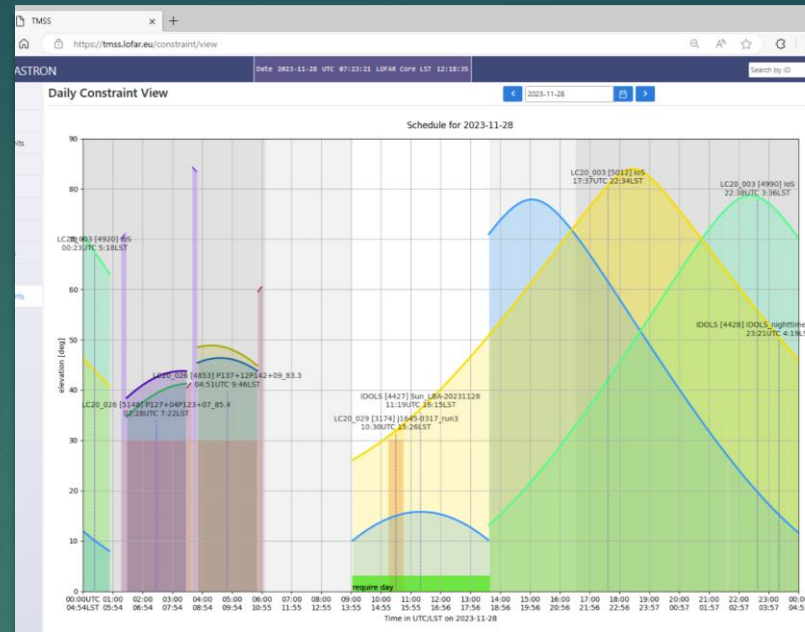 TMSS
https://tmss.lofar.eu/constraint/view
ASTRON
Date 2023-11-28 UTC 07:23:21 LOFAR Core LST 12:18:35
Search by ID
Daily Constraint View
2023-11-28
Schedule for 2023-11-28
elevation [deg]
90
80
70
60
50
40
30
20
10
0
LC20_003 [5012] IoS
17:37UTC 22:34LST
LC20_003 [4990] IoS
22:38UTC 3:36LST
LC20_003 [4920] IoS
00:23UTC 5:18LST
IDOLS [4428] IDOLS_nighttime
23:21UTC 4:19LS
LC20_026 [4853] P137+12P142+09_83.3
04:51UTC 9:46LST
LC20_026 [5148] P127+04P123+07_85.4
02:28UTC 7:22LST
IDOLS [4427] Sun_LBA-20231128
11:19UTC 16:15LST
LC20_029 [3174] J1645-0317_run3
10:30UTC 15:26LST
require day
00:00UTC 01:00 02:00 03:00 04:00 05:00 06:00 07:00 08:00 09:00 10:00 11:00 12:00 13:00 14:00 15:00 16:00 17:00 18:00 19:00 20:00 21:00 22:00 23:00 00:0
04:54LST 05:54 06:54 07:54 08:54 09:54 10:55 11:55 12:55 13:55 14:55 15:55 16:56 17:56 18:56 19:56 20:56 21:56 22:56 23:57 00:57 01:57 02:57 03:57 04:5
Time in UTC/LST on 2023-11-28